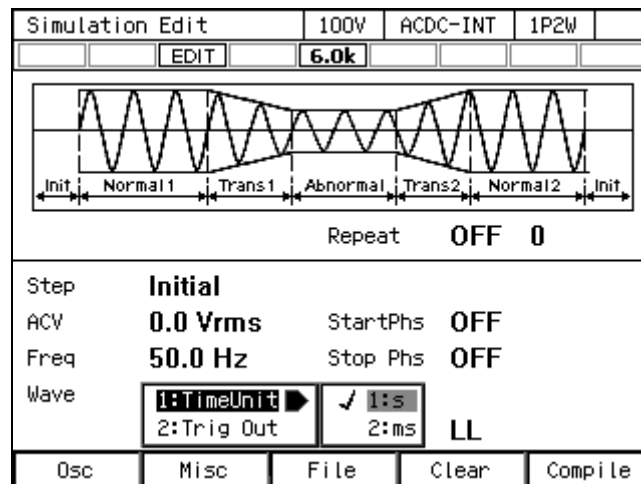 Simulation Edit 100V ACDC-INT 1P2W
EDIT 6.0k
Init Normal1 Trans1 Abnormal Trans2 Normal2 Init
Repeat OFF 0
Step Initial
ACV 0.0 Vrms StartPhs OFF
Freq 50.0 Hz Stop Phs OFF
Wave
1:TimeUnit ✓ 1:s
2:Trig Out 2:ms LL
Osc Misc File Clear Compile